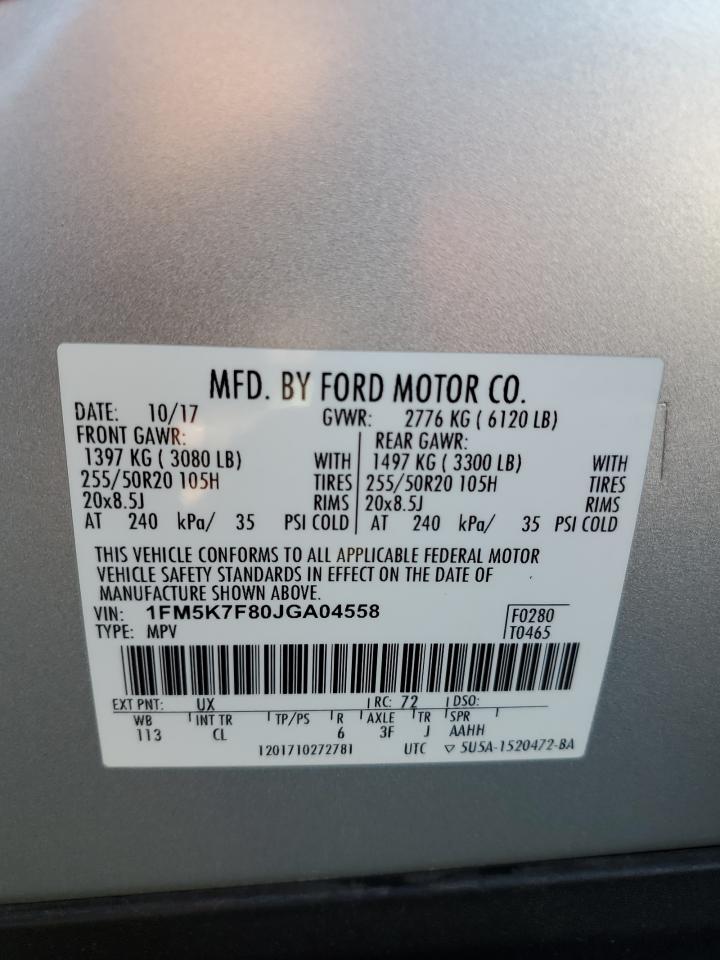 MFD. BY FORD MOTOR CO.
DATE: 10/17 GVWR: 2776 KG ( 6120 LB)
FRONT GAWR: REAR GAWR:
1397 KG ( 3080 LB) WITH 1497 KG ( 3300 LB) WITH
255/50R20 105H TIRES 255/50R20 105H TIRES
20x8.5J RIMS 20x8.5J RIMS
AT 240 kPa/ 35 PSI COLD AT 240 kPa/ 35 PSI COLD
THIS VEHICLE CONFORMS TO ALL APPLICABLE FEDERAL MOTOR
VEHICLE SAFETY STANDARDS IN EFFECT ON THE DATE OF
MANUFACTURE SHOWN ABOVE.
VIN: 1FM5K7F80JGA04558 F0280
TYPE: MPV T0465
EXT PNT: UX RC: 72 DSO:
WB INT TR TP/PS R AXLE TR SPR
113 CL 6 3F J AAHH
1201710272781 UTC ▽ 5U5A-1520472-BA